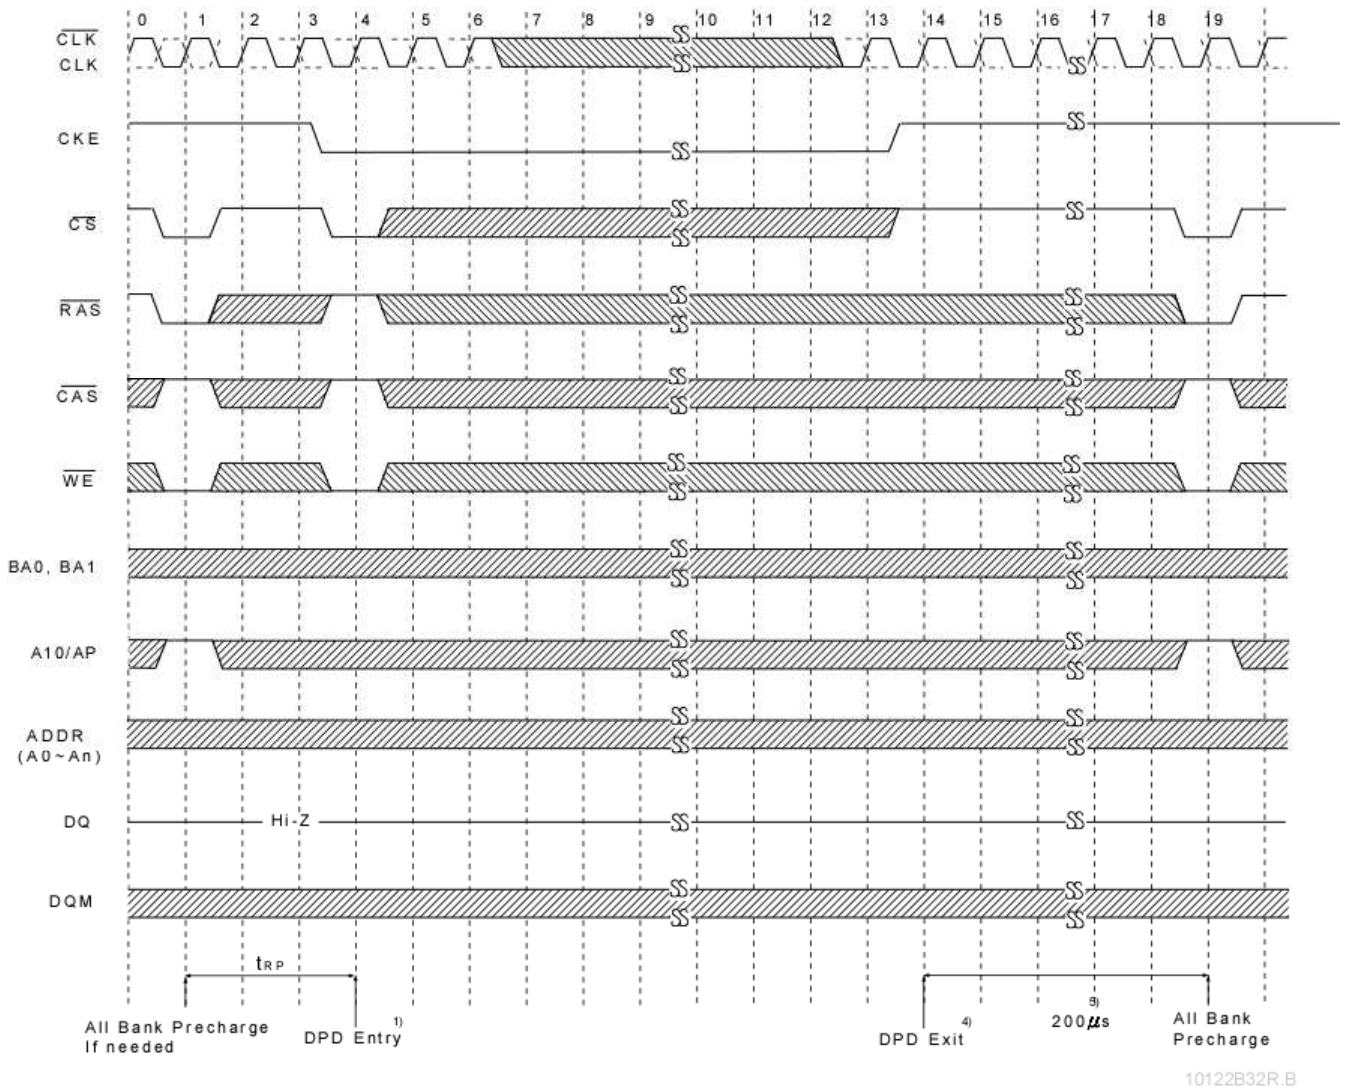 0 1 2 3 4 5 6 7 8 9 10 11 12 13 14 15 16 17 18 19
CLK
CLK
CKE
CS
RAS
CAS
WE
BA0, BA1
A10/AP
ADDR
(A0~An)
DQ
Hi-Z
DQM
tRP
All Bank Precharge
If needed
DPD Entry 1)
DPD Exit 4)
200µs
All Bank
Precharge
10122B32R.B